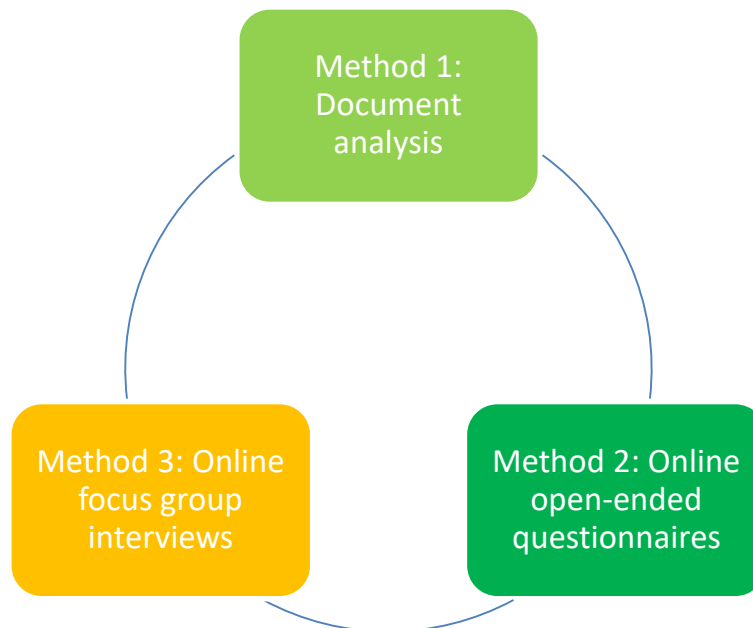 Method 1:
Document
analysis
Method 3: Online
focus group
interviews
Method 2: Online
open-ended
questionnaires